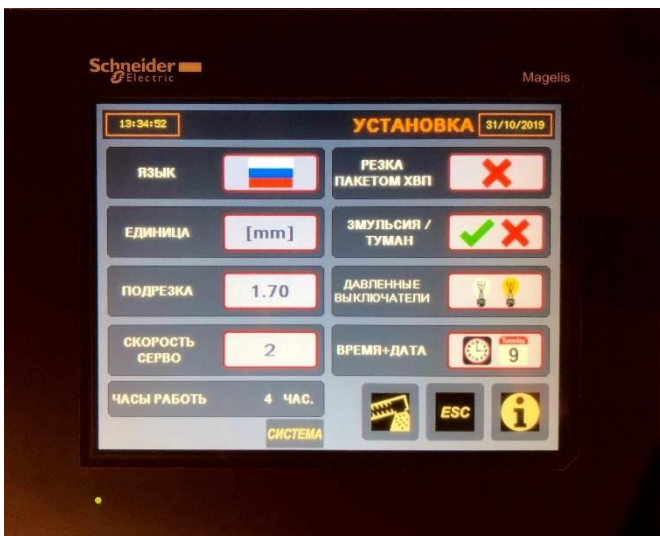 Schneider
Electric
Magelis
13:34:52
УСТАНОВКА
31/10/2019
ЯЗЫК
РЕЗКА
ПАКЕТОМ ХВП
ЕДИНИЦА
[mm]
ЗМУЛЬСИЯ /
ТУМАН
ПОДРЕЗКА
1.70
ДАВЛЕННЫЕ
ВЫКЛЮЧАТЕЛИ
СКОРОСТЬ
СЕРВО
2
ВРЕМЯ+ДАТА
Tuesday
9
ЧАСЫ РАБОТЬ
4 ЧАС.
СИСТЕМА
ESC
i